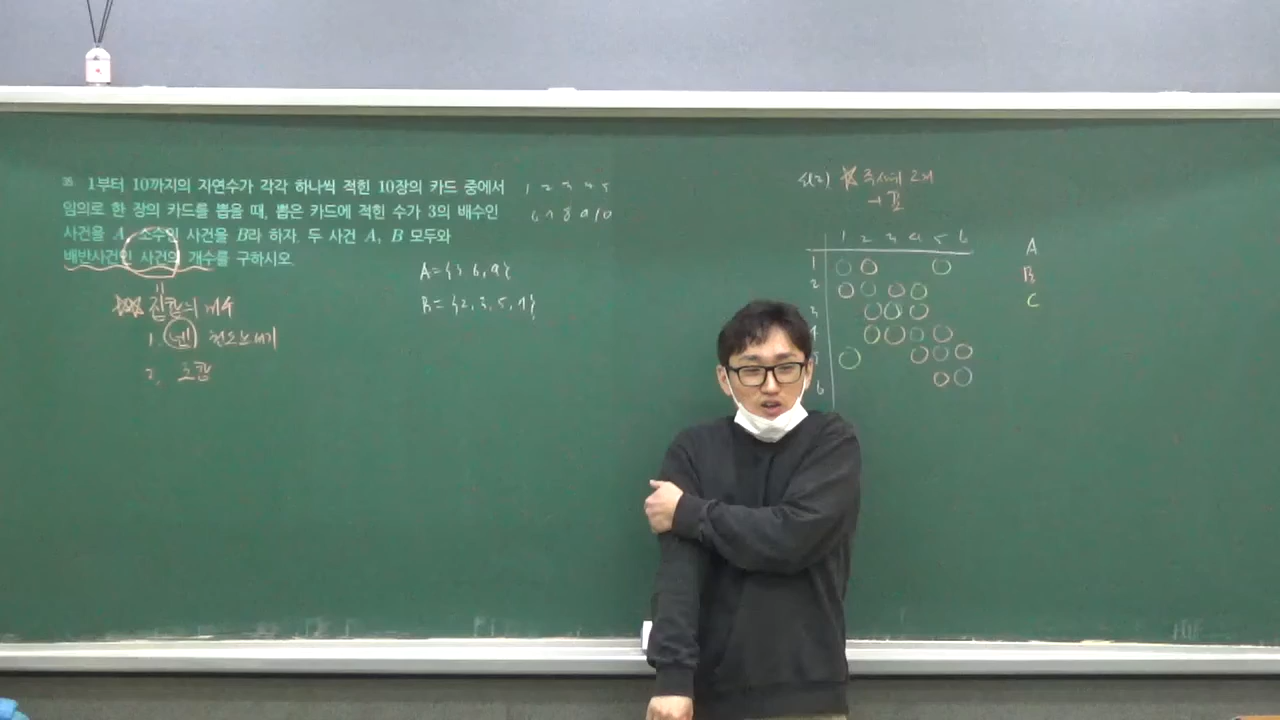 1부터 10까지의 자연수가 각각 하나씩 적힌 10장의 카드 중에서
임의로 한 장의 카드를 뽑을 때, 뽑은 카드에 적힌 수가 3의 배수인
사건을 A, 소수의 사건을 B라 하자. 두 사건 A, B 모두와
배반사건인 사건의 개수를 구하시오.
1 2 3 4 5
6 7 8 9 10
A={3, 6, 9}
B={2, 3, 5, 7}
집합의 개수
1. 벤
2. 조합
주사위 2개
1 2 3 4 5 6
1
2
3
4
5
6
A
B
C